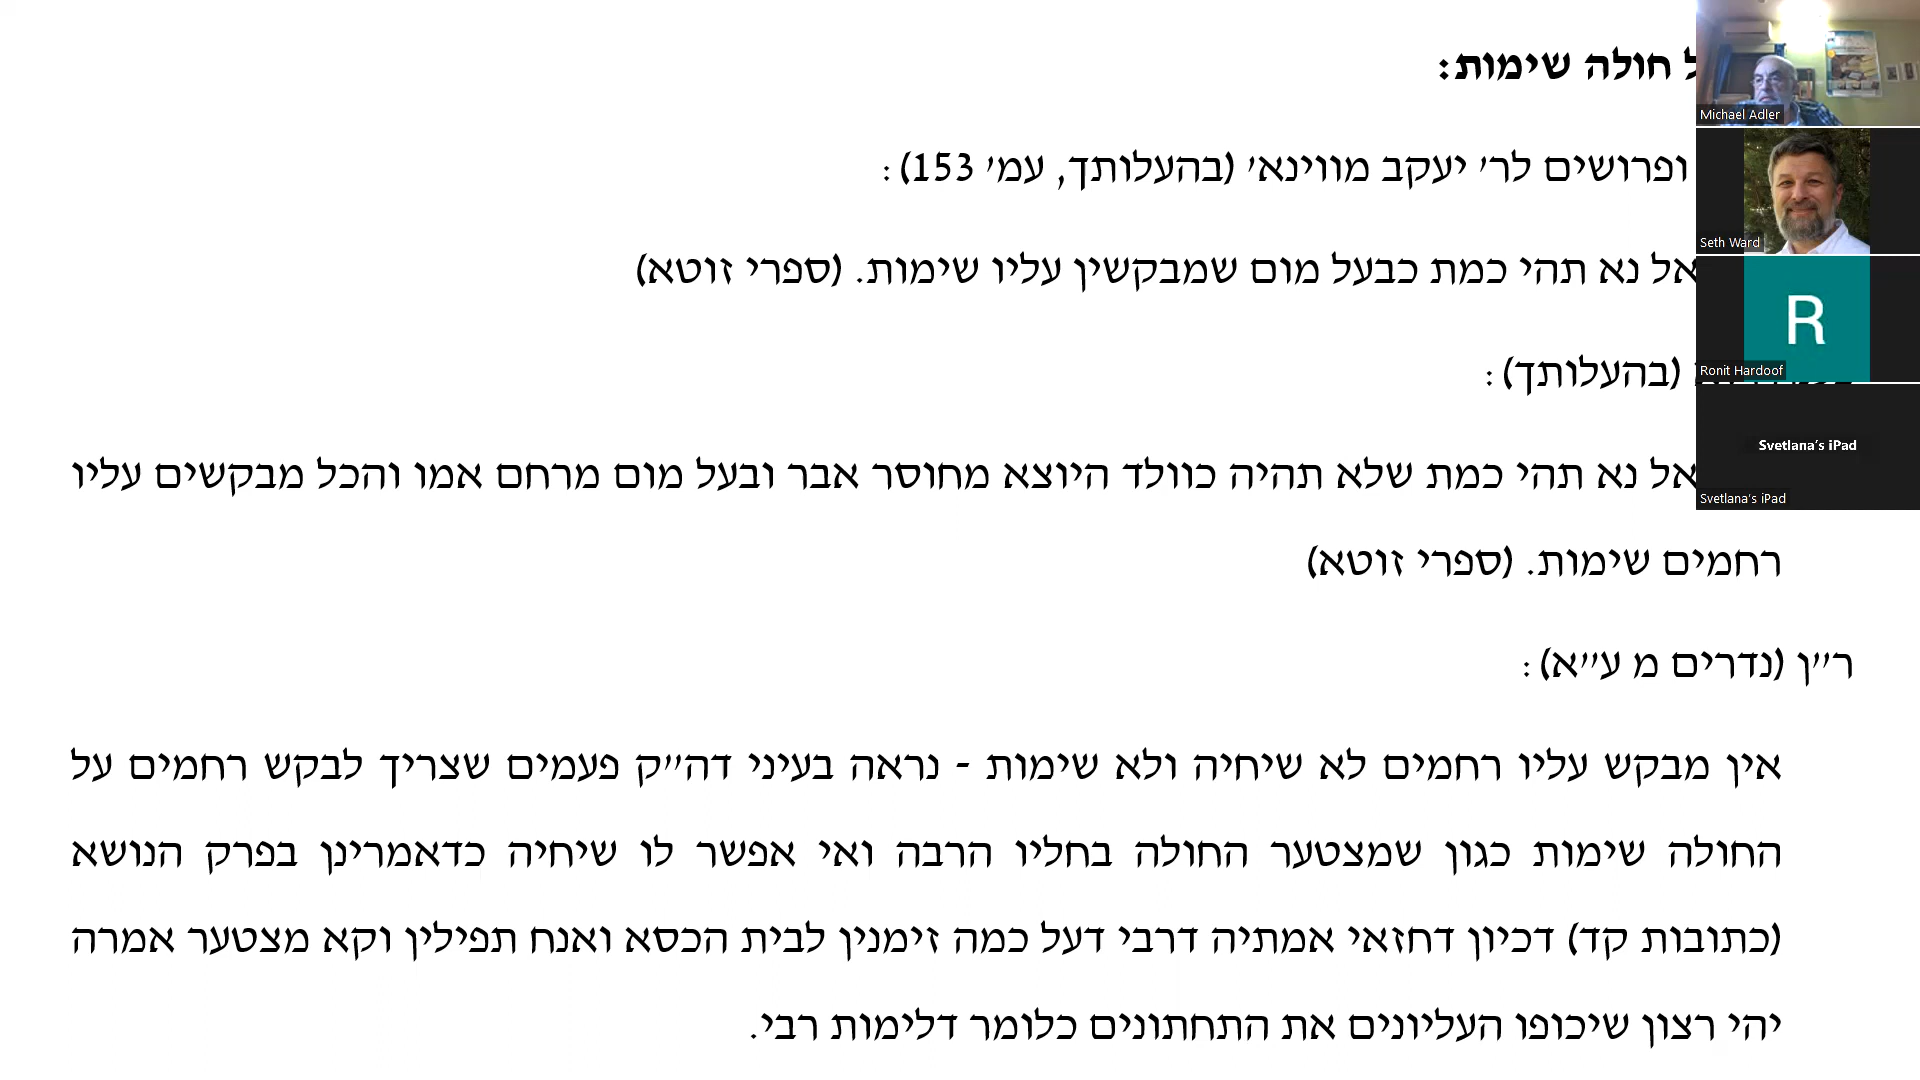 חולה שימות:
ופרושים לר׳ יעקב מווינא׳ (בהעלותך, עמ׳ 153):
אל נא תהי כמת כבעל מום שמבקשין עליו שימות. (ספרי זוטא)
(בהעלותך):
אל נא תהי כמת שלא תהיה כוולד היוצא מחוסר אבר ובעל מום מרחם אמו והכל מבקשים עליו
רחמים שימות. (ספרי זוטא)
ר״ן (נדרים מ ע״א):
אין מבקש עליו רחמים לא שיחיה ולא שימות - נראה בעיני דה״ק פעמים שצריך לבקש רחמים על
החולה שימות כגון שמצטער החולה בחליו הרבה ואי אפשר לו שיחיה כדאמרינן בפרק הנושא
(כתובות קד) דכיון דחזאי אמתיה דרבי דעל כמה זימנין לבית הכסא ואנח תפילין וקא מצטער אמרה
יהי רצון שיכופו העליונים את התחתונים כלומר דלימות רבי.
Michael Adler
Seth Ward
R
Ronit Hardoof
Svetlana's iPad
Svetlana's iPad